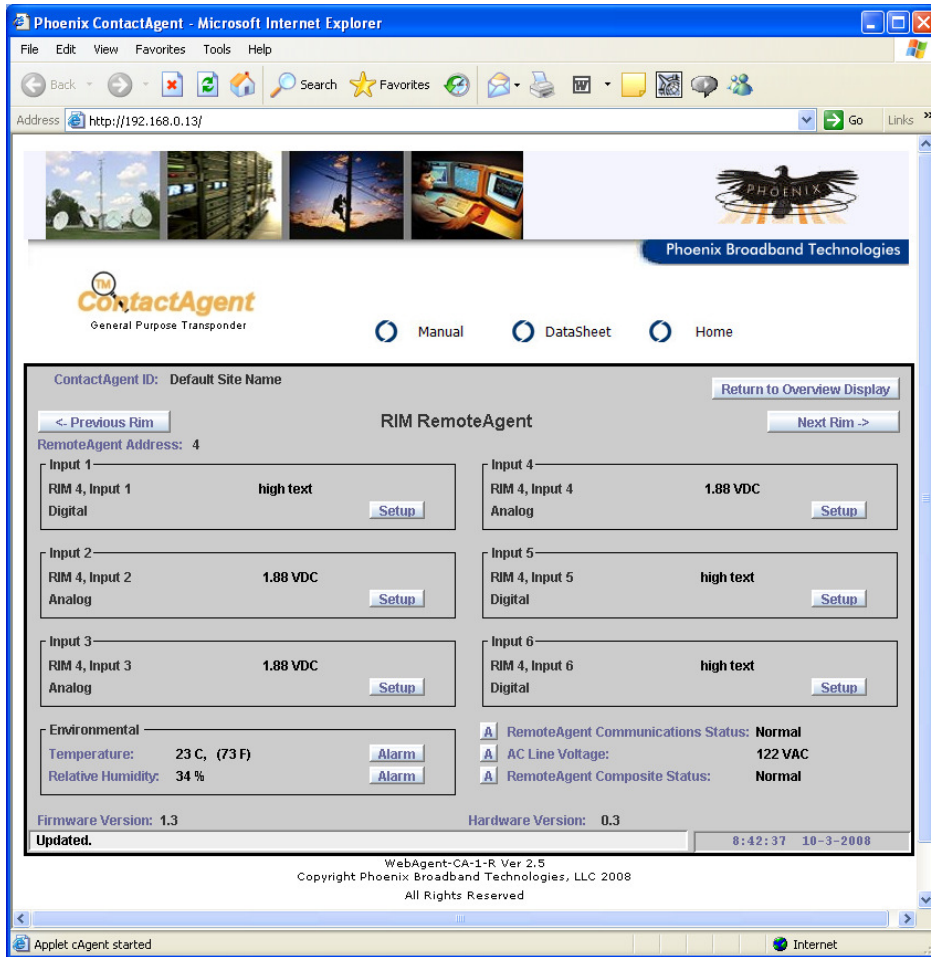 Phoenix ContactAgent - Microsoft Internet Explorer
File Edit View Favorites Tools Help
Back Search Favorites
Address http://192.168.0.13/ Go Links »
PHOENIX
Phoenix Broadband Technologies
TM
ContactAgent
General Purpose Transponder
Manual DataSheet Home
ContactAgent ID: Default Site Name
Return to Overview Display
<- Previous Rim RIM RemoteAgent Next Rim ->
RemoteAgent Address: 4
Input 1
RIM 4, Input 1 high text
Digital Setup
Input 4
RIM 4, Input 4 1.88 VDC
Analog Setup
Input 2
RIM 4, Input 2 1.88 VDC
Analog Setup
Input 5
RIM 4, Input 5 high text
Digital Setup
Input 3
RIM 4, Input 3 1.88 VDC
Analog Setup
Input 6
RIM 4, Input 6 high text
Digital Setup
Environmental
Temperature: 23 C, (73 F) Alarm
Relative Humidity: 34 % Alarm
A RemoteAgent Communications Status: Normal
A AC Line Voltage: 122 VAC
A RemoteAgent Composite Status: Normal
Firmware Version: 1.3 Hardware Version: 0.3
Updated. 8:42:37 10-3-2008
WebAgent-CA-1-R Ver 2.5
Copyright Phoenix Broadband Technologies, LLC 2008
All Rights Reserved
Applet cAgent started Internet